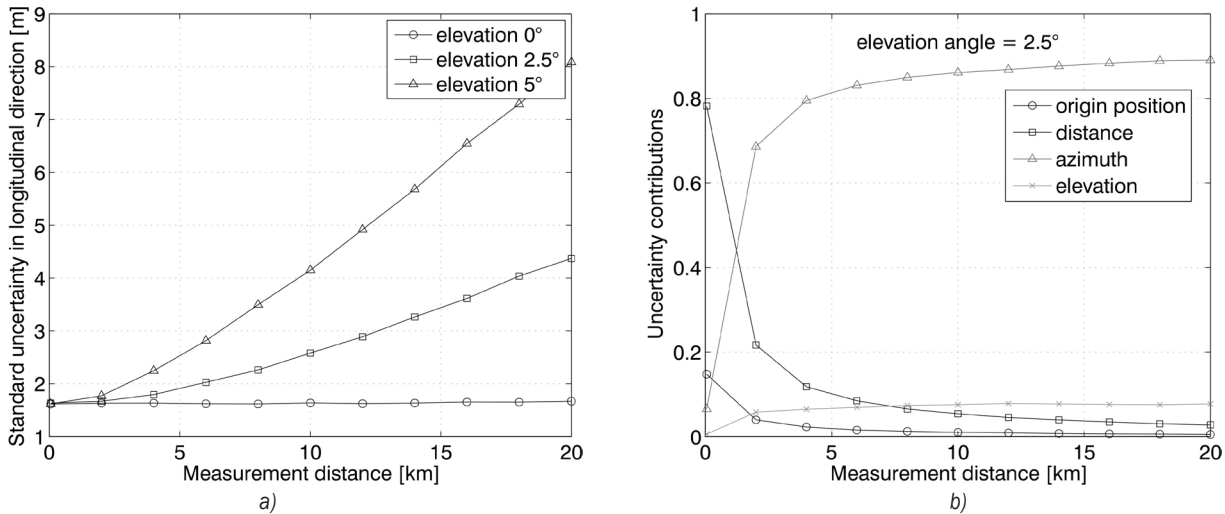 Standard uncertainty in longitudinal direction [m]
9
8
7
6
5
4
3
2
1
0
5
10
15
20
elevation 0°
elevation 2.5°
elevation 5°
Measurement distance [km]
a)
Uncertainty contributions
1
0.8
0.6
0.4
0.2
0
0
5
10
15
20
elevation angle = 2.5°
origin position
distance
azimuth
elevation
Measurement distance [km]
b)